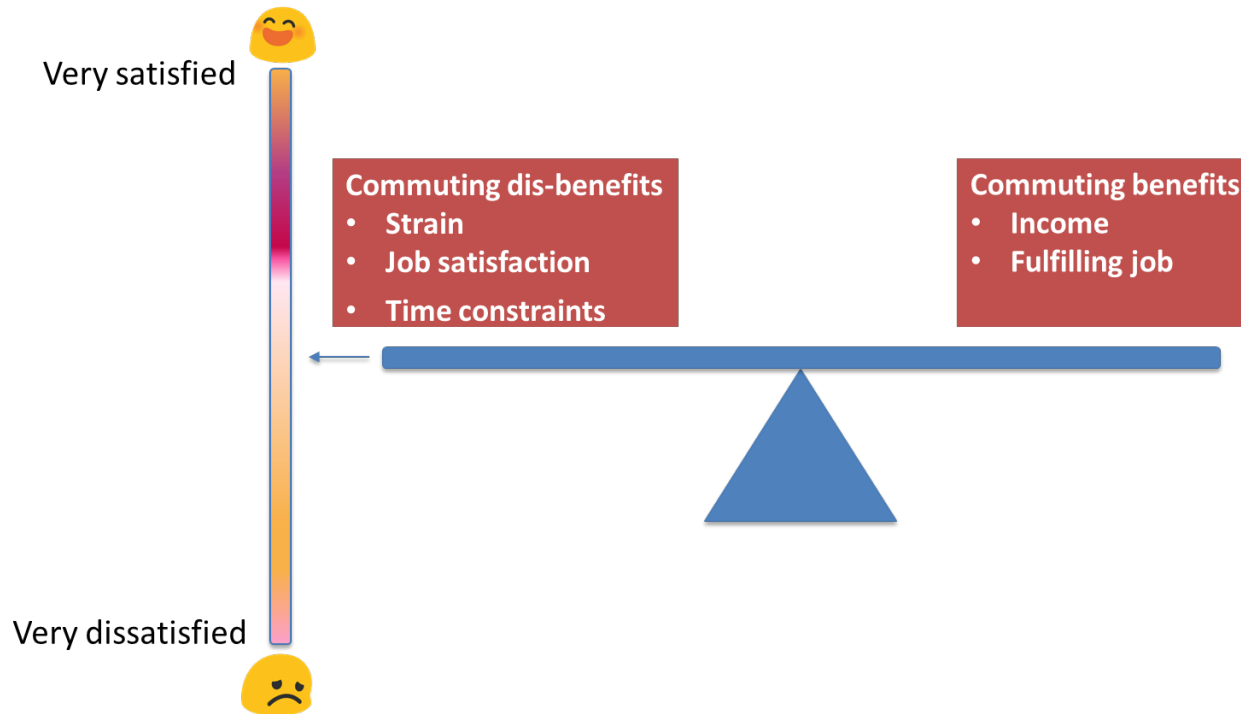 Very satisfied
Commuting dis-benefits
• Strain
• Job satisfaction
• Time constraints
Commuting benefits
• Income
• Fulfilling job
Very dissatisfied